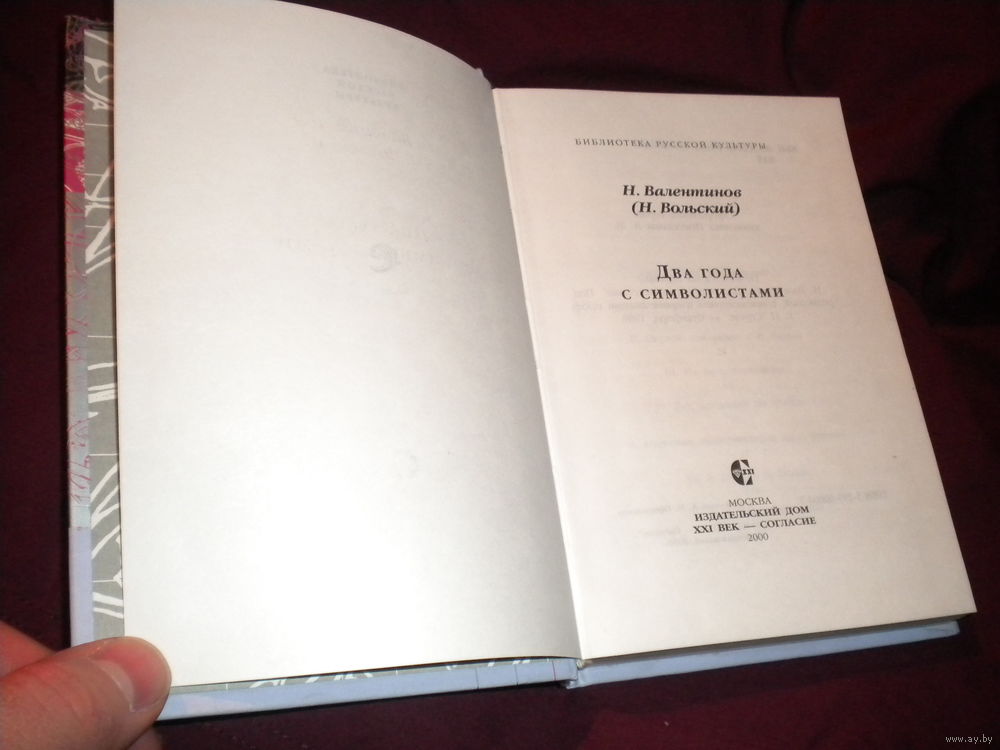 БИБЛИОТЕКА РУССКОЙ КУЛЬТУРЫ
Н. Валентинов
(Н. Вольский)
Два года
с символистами
XXI
МОСКВА
ИЗДАТЕЛЬСКИЙ ДОМ
XXI ВЕК — СОГЛАСИЕ
2000
www.ay.by